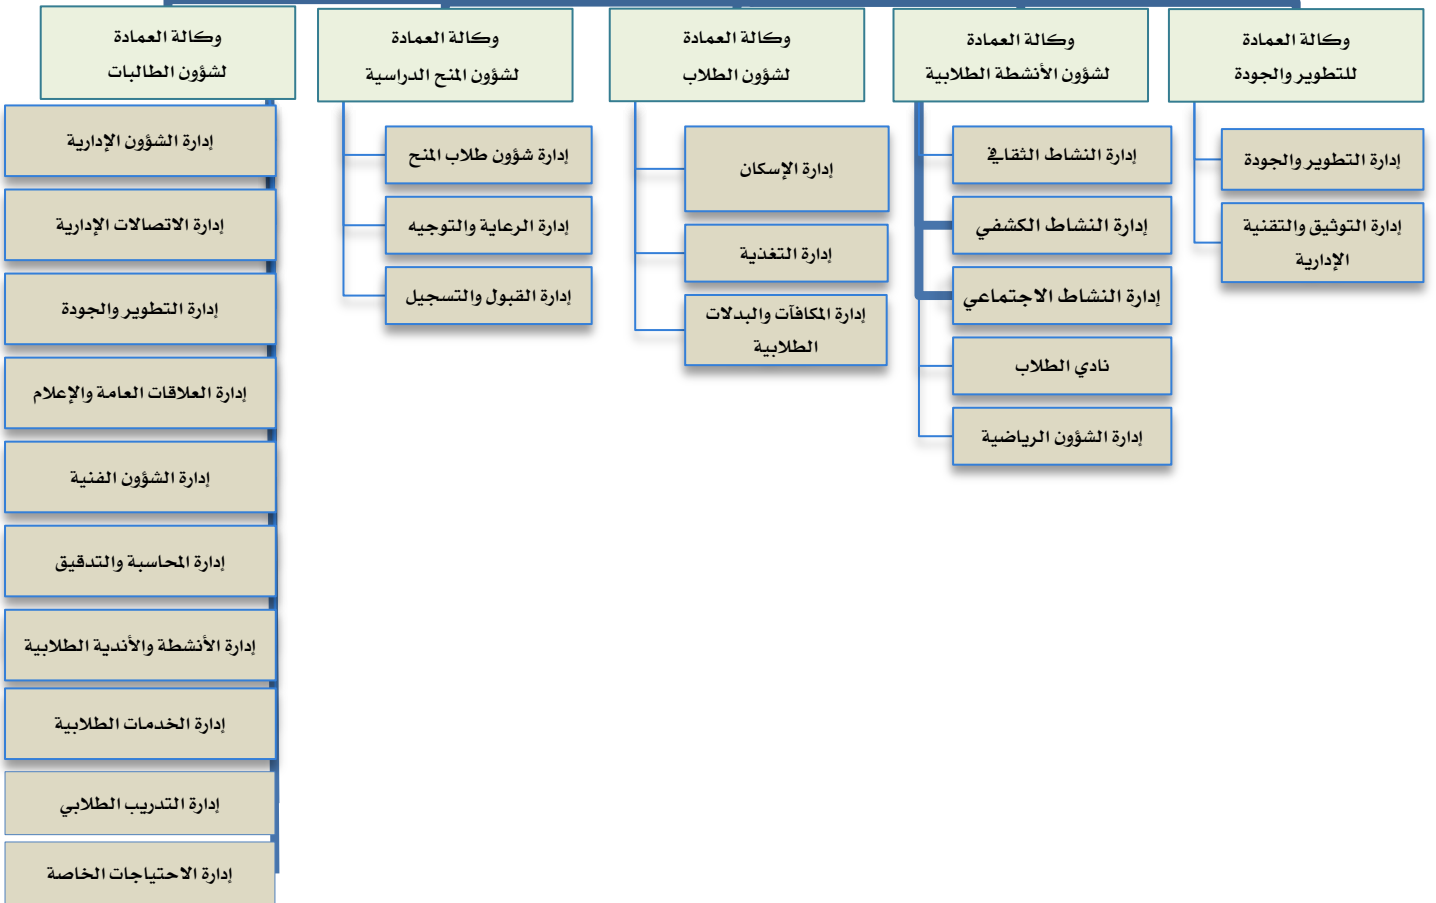 وكالة العمادة
للتطوير والجودة
إدارة التطوير والجودة
إدارة التوثيق والتقنية
الإدارية
وكالة العمادة
لشؤون الأنشطة الطلابية
إدارة النشاط الثقافي
إدارة النشاط الكشفي
إدارة النشاط الاجتماعي
نادي الطلاب
إدارة الشؤون الرياضية
وكالة العمادة
لشؤون الطلاب
إدارة الإسكان
إدارة التغذية
إدارة المكافآت والبدلات
الطلابية
وكالة العمادة
لشؤون المنح الدراسية
إدارة شؤون طلاب المنح
إدارة الرعاية والتوجيه
إدارة القبول والتسجيل
وكالة العمادة
لشؤون الطالبات
إدارة الشؤون الإدارية
إدارة الاتصالات الإدارية
إدارة التطوير والجودة
إدارة العلاقات العامة والإعلام
إدارة الشؤون الفنية
إدارة المحاسبة والتدقيق
إدارة الأنشطة والأندية الطلابية
إدارة الخدمات الطلابية
إدارة التدريب الطلابي
إدارة الاحتياجات الخاصة